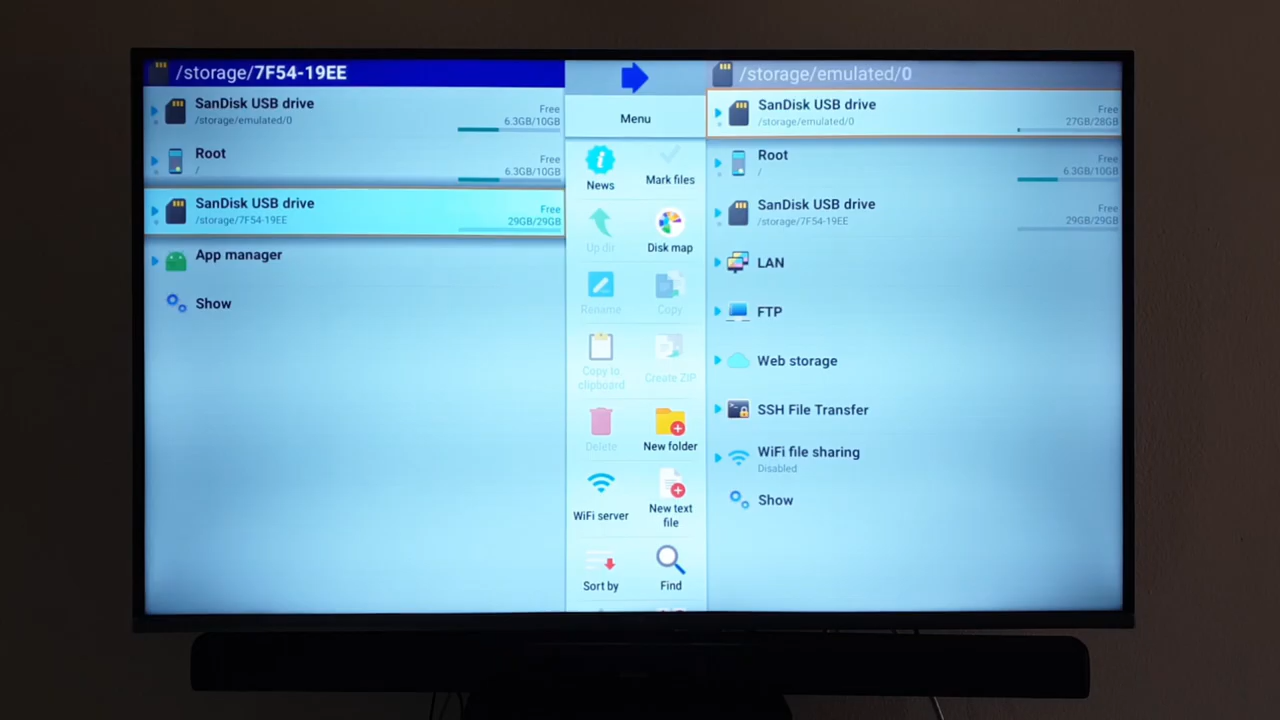 /storage/7F54-19EE
SanDisk USB drive
/storage/emulated/0
Free
6.3GB/10GB
Root
/
Free
6.3GB/10GB
SanDisk USB drive
/storage/7F54-19EE
Free
29GB/29GB
App manager
Show
Menu
News
Mark files
Up dir
Disk map
Rename
Copy
Copy to
clipboard
Create ZIP
Delete
New folder
WiFi server
New text
file
Sort by
Find
/storage/emulated/0
SanDisk USB drive
/storage/emulated/0
Free
27GB/28GB
Root
/
Free
6.3GB/10GB
SanDisk USB drive
/storage/7F54-19EE
Free
29GB/29GB
LAN
FTP
Web storage
SSH File Transfer
WiFi file sharing
Disabled
Show